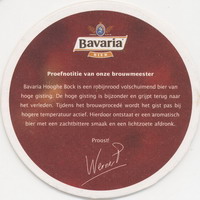 Bavaria
BIER
Proefnotitie van onze brouwmeester
Bavaria Hooghe Bock is een robijnrood volschuimend bier van
hoge gisting. De hoge gisting is bijzonder en grijpt terug naar
het verleden. Tijdens het brouwprocedé wordt het gist pas bij
hogere temperatuur actief. Hierdoor ontstaat er een aromatisch
bier met een zachtbittere smaak en een lichtzoete afdronk.
Proost!